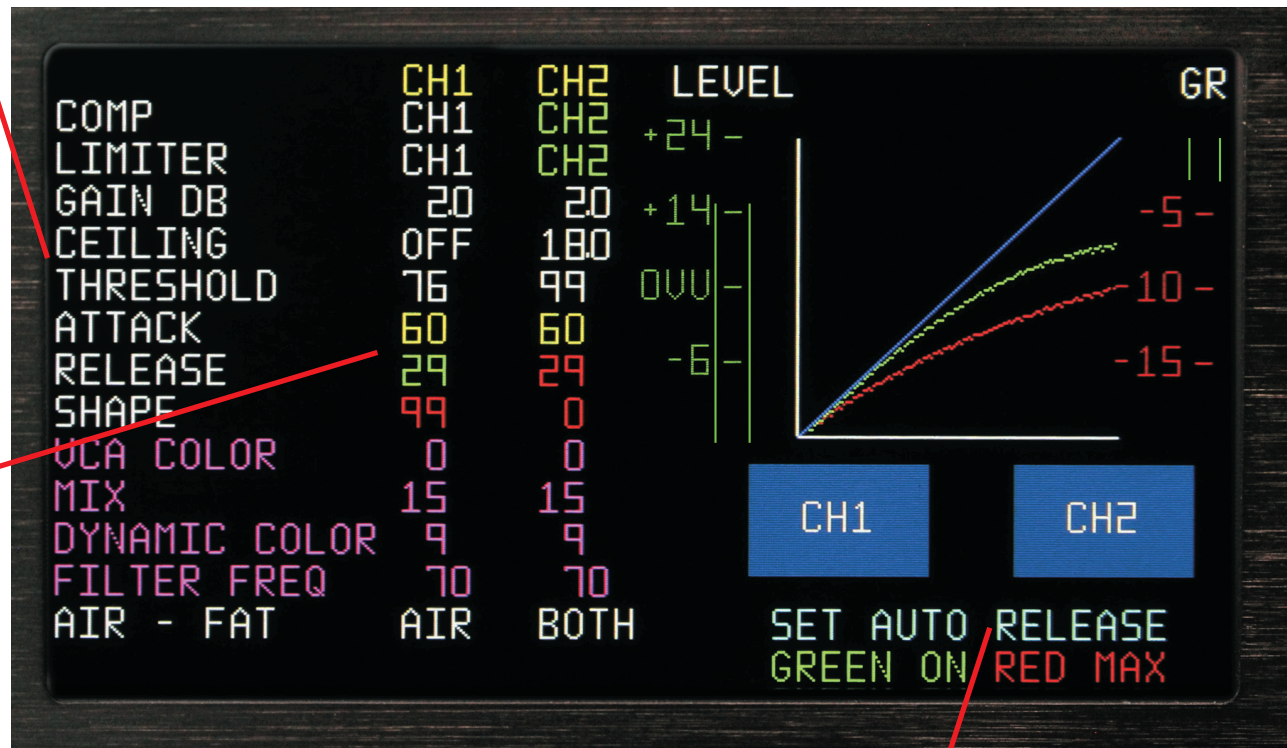 CH1 CH2
COMP CH1 CH2
LIMITER CH1 CH2
GAIN DB 2.0 2.0
CEILING OFF 18.0
THRESHOLD 76 99
ATTACK 60 60
RELEASE 29 29
SHAPE 99 0
VCA COLOR 0 0
MIX 15 15
DYNAMIC COLOR 9 9
FILTER FREQ 70 70
AIR - FAT AIR BOTH
LEVEL
+24 -
+14 -
0VU -
-6 -
GR
-5 -
-10 -
-15 -
CH1 CH2
SET AUTO RELEASE
GREEN ON RED MAX